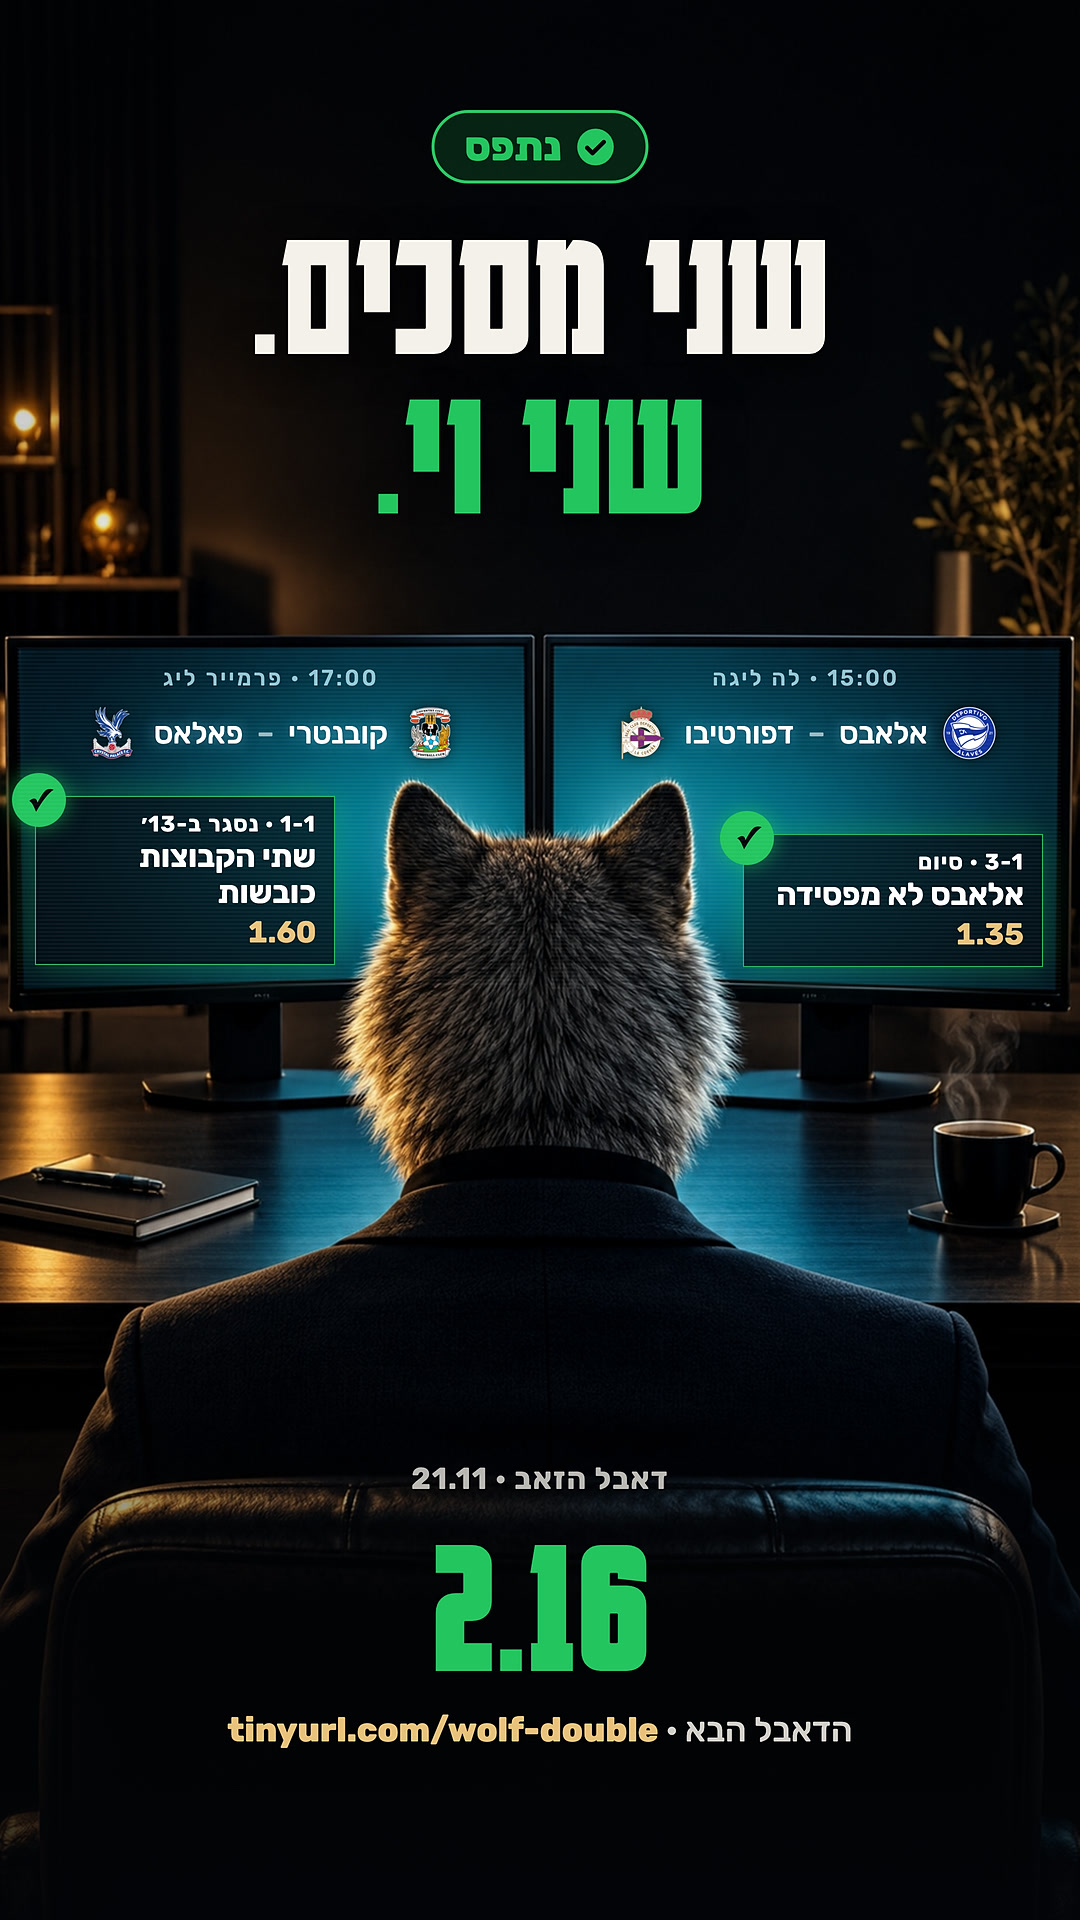 נתפס
שני מסכים.
שני וי.
15:00 • לה ליגה
אלאבס – דפורטיבו
3-1 • סיום
אלאבס לא מפסידה
1.35
17:00 • פרמייר ליג
קובנטרי – פאלאס
1-1 • נסגר ב-13'
שתי הקבוצות
כובשות
1.60
דאבל הזאב • 21.11
2.16
הדאבל הבא • tinyurl.com/wolf-double